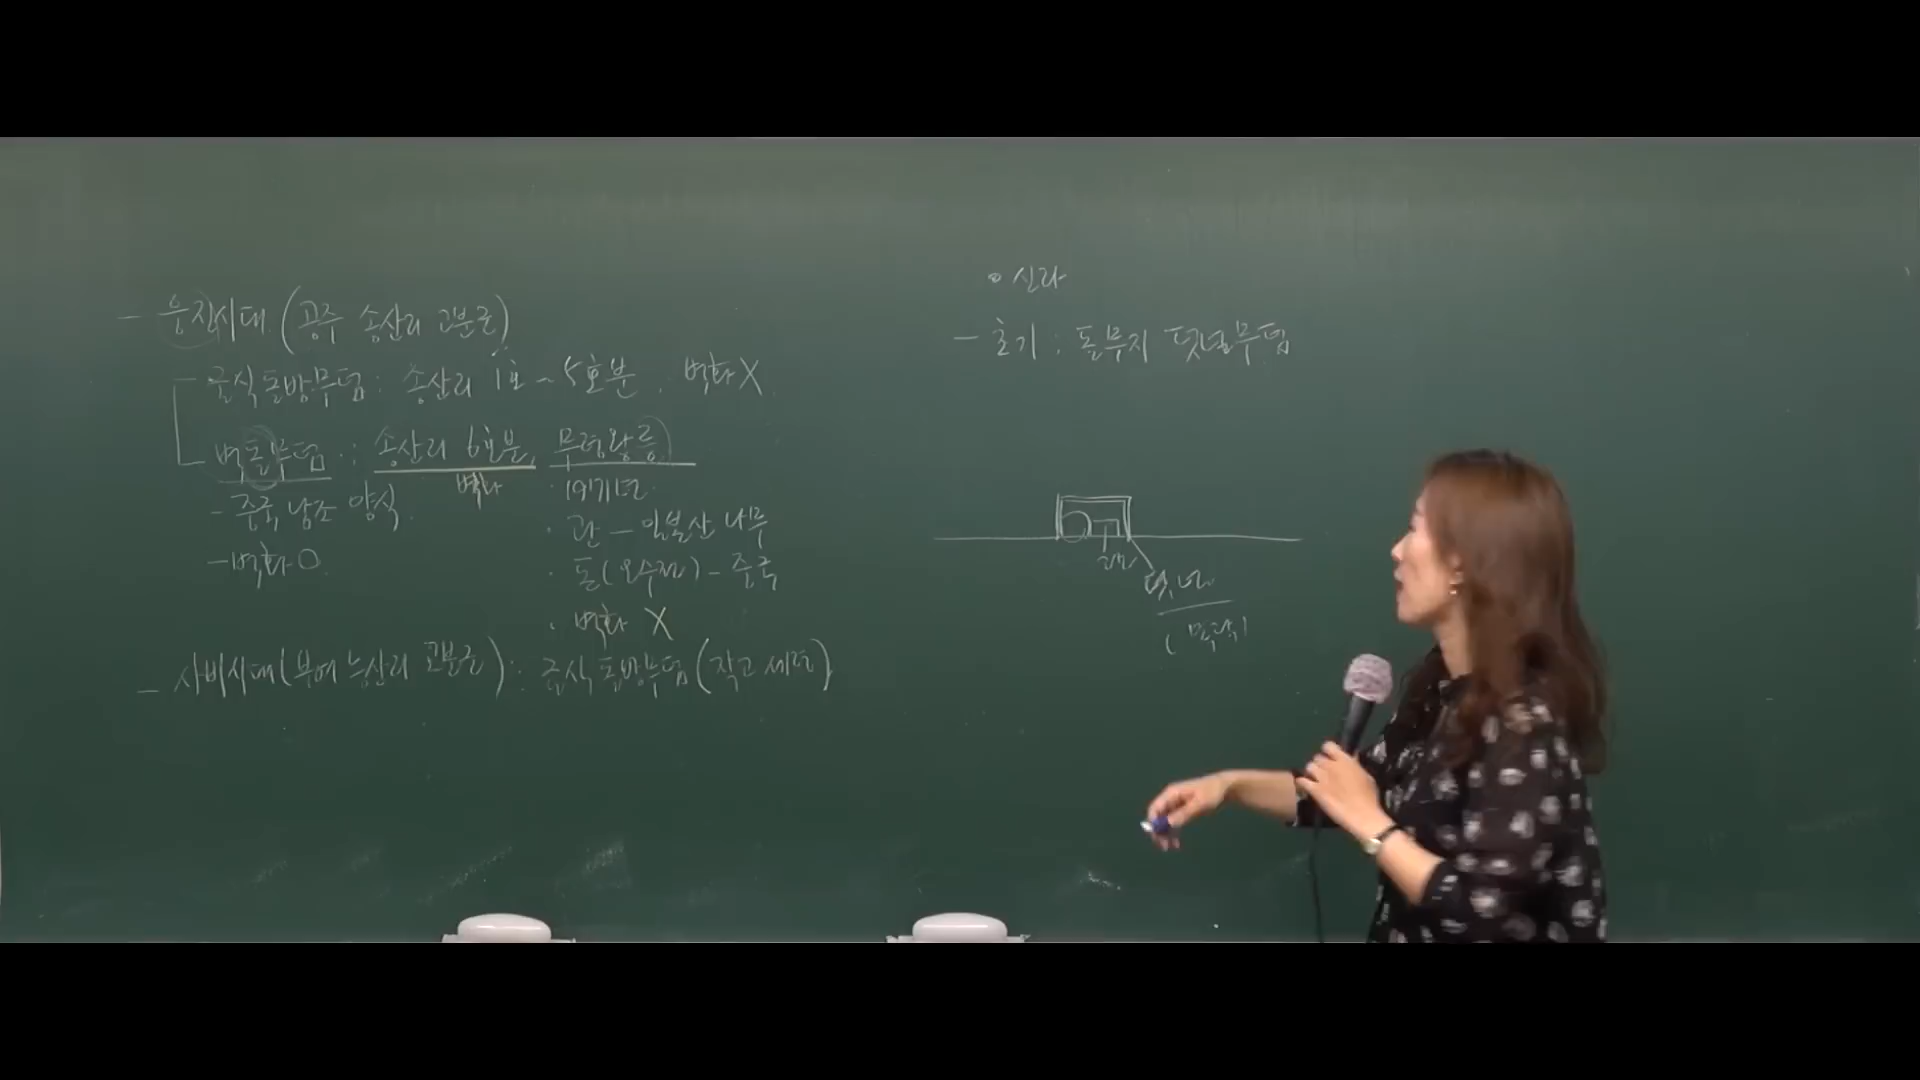 - 웅진시대 (공주 송산리 고분군)
- 굴식돌방무덤 : 송산리 1호 ~ 5호분. 벽화 X
벽돌무덤 : 송산리 6호분, 무령왕릉
벽화
- 중국 남조 양식
- 벽화 O
· 1971년
· 관 - 일본산 나무
· 돈(오수전) - 중국
· 벽화 X
- 사비시대(부여 능산리 고분군) : 굴식돌방무덤(작고 세련)
o 신라
- 초기 : 돌무지 덧널무덤
덧널
(목곽)